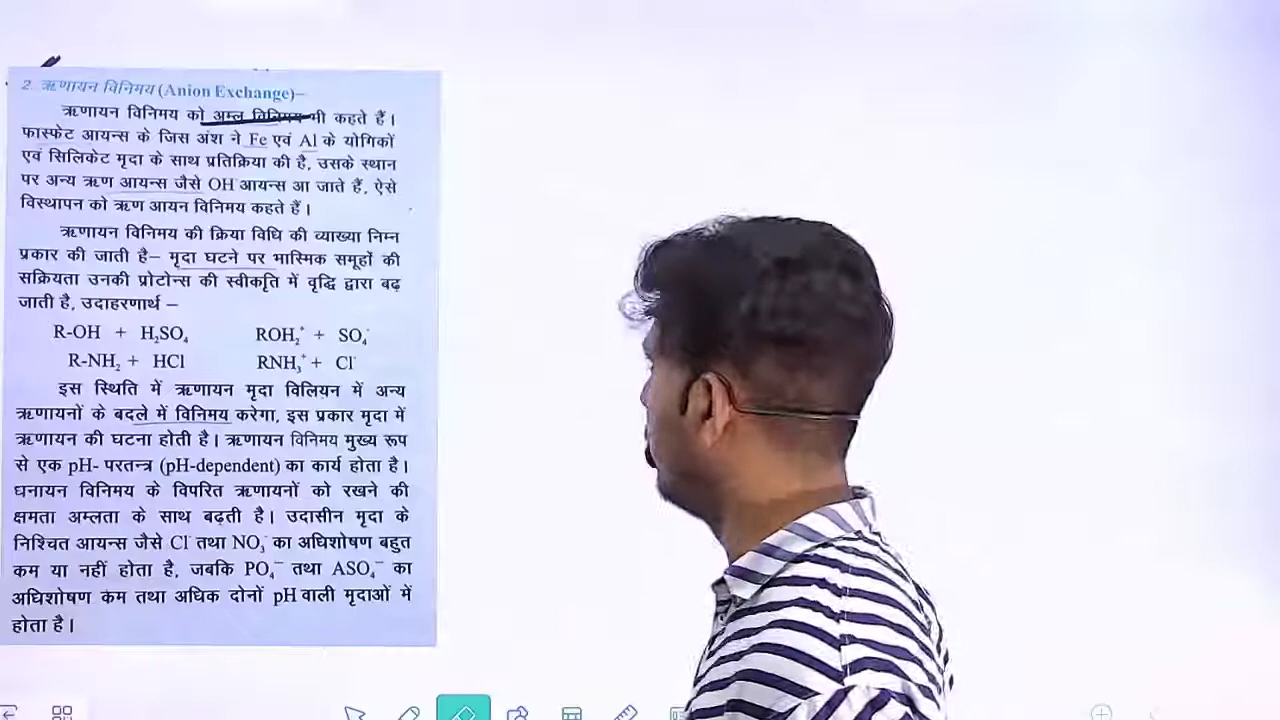 2. ऋणायन विनिमय (Anion Exchange)–
ऋणायन विनिमय को अम्ल विनिमय भी कहते हैं।
फास्फेट आयन्स के जिस अंश ने Fe एवं Al के योगिकों
एवं सिलिकेट मृदा के साथ प्रतिक्रिया की है, उसके स्थान
पर अन्य ऋण आयन्स जैसे OH⁻ आयन्स आ जाते हैं, ऐसे
विस्थापन को ऋण आयन विनिमय कहते हैं।
ऋणायन विनिमय की क्रिया विधि की व्याख्या निम्न
प्रकार की जाती है– मृदा घटने पर भास्मिक समूहों की
सक्रियता उनकी प्रोटोन्स की स्वीकृति में वृद्धि द्वारा बढ़
जाती है, उदाहरणार्थ –
R-OH + H₂SO₄ ROH₂⁺ + SO₄⁻
R-NH₂ + HCl RNH₃⁺ + Cl⁻
इस स्थिति में ऋणायन मृदा विलियन में अन्य
ऋणायनों के बदले में विनिमय करेगा, इस प्रकार मृदा में
ऋणायन की घटना होती है। ऋणायन विनिमय मुख्य रूप
से एक pH- परतन्त्र (pH-dependent) का कार्य होता है।
धनायन विनिमय के विपरित ऋणायनों को रखने की
क्षमता अम्लता के साथ बढ़ती है। उदासीन मृदा के
निश्चित आयन्स जैसे Cl⁻ तथा NO₃⁻ का अधिशोषण बहुत
कम या नहीं होता है, जबकि PO₄⁻⁻ तथा ASO₄⁻⁻ का
अधिशोषण कम तथा अधिक दोनों pH वाली मृदाओं में
होता है।